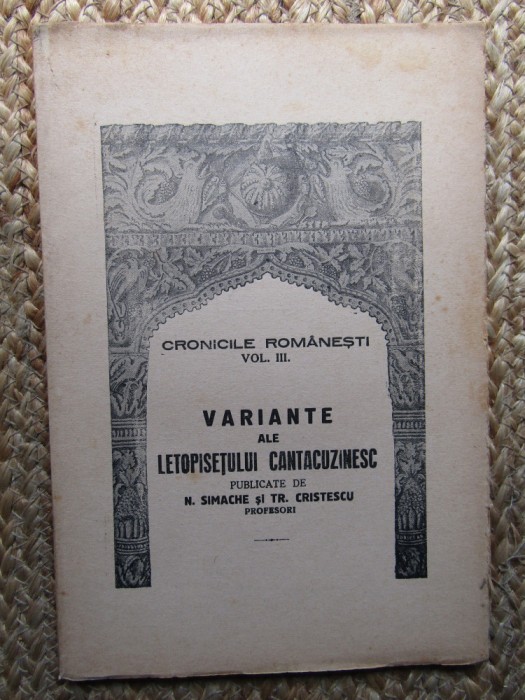 CRONICILE ROMÂNEȘTI
VOL. III.
VARIANTE
ALE
LETOPISEȚULUI CANTACUZINESC
PUBLICATE DE
N. SIMACHE ȘI TR. CRISTESCU
PROFESORI